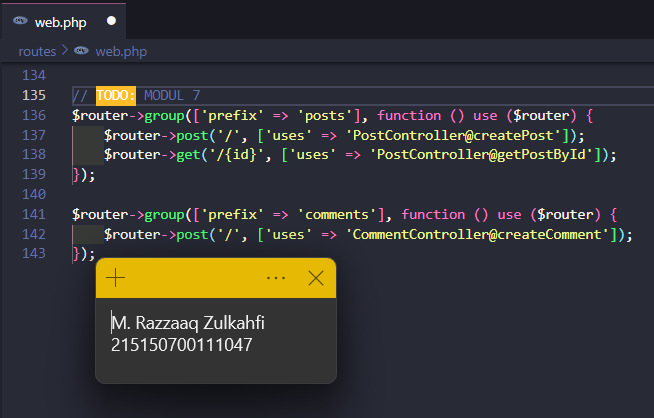 web.php
routes > web.php
134
135 // TODO: MODUL 7
136 $router->group(['prefix' => 'posts'], function () use ($router) {
137     $router->post('/', ['uses' => 'PostController@createPost']);
138     $router->get('/{id}', ['uses' => 'PostController@getPostById']);
139 });
140
141 $router->group(['prefix' => 'comments'], function () use ($router) {
142     $router->post('/', ['uses' => 'CommentController@createComment']);
143 });
M. Razzaaq Zulkahfi
215150700111047